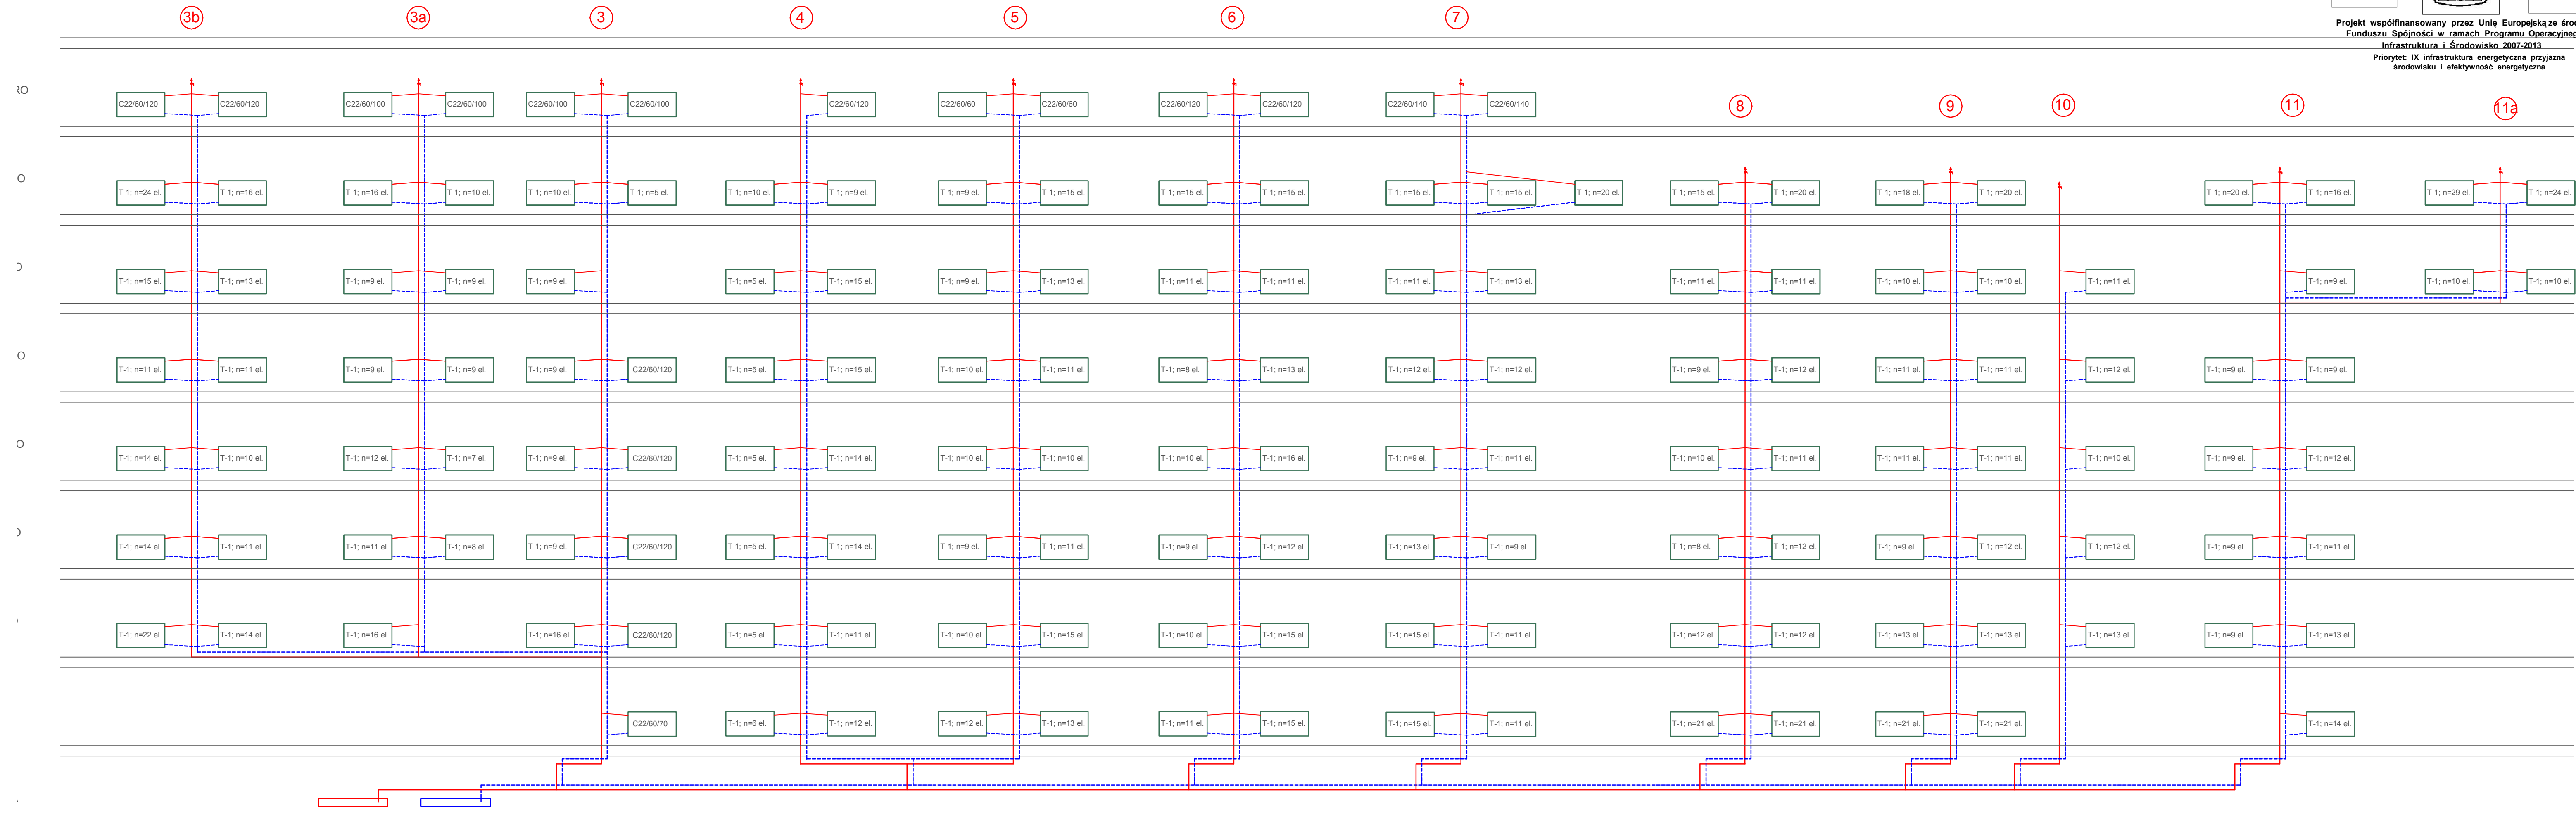 3b 3a 3 4 5 6 7
Projekt współfinansowany przez Unię Europejską ze środ
Funduszu Spójności w ramach Programu Operacyjneg
Infrastruktura i Środowisko 2007-2013
Priorytet: IX infrastruktura energetyczna przyjazna
środowisku i efektywność energetyczna
RO C22/60/120 C22/60/120 C22/60/100 C22/60/100 C22/60/100 C22/60/100 C22/60/120 C22/60/60 C22/60/60 C22/60/120 C22/60/120 C22/60/140 C22/60/140
8 9 10 11 11a
O T-1; n=24 el. T-1; n=16 el. T-1; n=16 el. T-1; n=10 el. T-1; n=10 el. T-1; n=5 el. T-1; n=10 el. T-1; n=9 el. T-1; n=9 el. T-1; n=15 el. T-1; n=15 el. T-1; n=15 el. T-1; n=15 el. T-1; n=15 el. T-1; n=20 el. T-1; n=15 el. T-1; n=20 el. T-1; n=18 el. T-1; n=20 el. T-1; n=20 el. T-1; n=16 el. T-1; n=29 el. T-1; n=24 el.
O T-1; n=15 el. T-1; n=13 el. T-1; n=9 el. T-1; n=9 el. T-1; n=9 el. T-1; n=5 el. T-1; n=15 el. T-1; n=9 el. T-1; n=13 el. T-1; n=11 el. T-1; n=11 el. T-1; n=11 el. T-1; n=13 el. T-1; n=11 el. T-1; n=11 el. T-1; n=10 el. T-1; n=10 el. T-1; n=11 el. T-1; n=9 el. T-1; n=10 el. T-1; n=10 el.
O T-1; n=11 el. T-1; n=11 el. T-1; n=9 el. T-1; n=9 el. T-1; n=9 el. C22/60/120 T-1; n=5 el. T-1; n=15 el. T-1; n=10 el. T-1; n=11 el. T-1; n=8 el. T-1; n=13 el. T-1; n=12 el. T-1; n=12 el. T-1; n=9 el. T-1; n=12 el. T-1; n=11 el. T-1; n=11 el. T-1; n=12 el. T-1; n=9 el. T-1; n=9 el.
O T-1; n=14 el. T-1; n=10 el. T-1; n=12 el. T-1; n=7 el. T-1; n=9 el. C22/60/120 T-1; n=5 el. T-1; n=14 el. T-1; n=10 el. T-1; n=10 el. T-1; n=10 el. T-1; n=16 el. T-1; n=9 el. T-1; n=11 el. T-1; n=10 el. T-1; n=11 el. T-1; n=11 el. T-1; n=11 el. T-1; n=10 el. T-1; n=9 el. T-1; n=12 el.
T-1; n=14 el. T-1; n=11 el. T-1; n=11 el. T-1; n=8 el. T-1; n=9 el. C22/60/120 T-1; n=5 el. T-1; n=14 el. T-1; n=9 el. T-1; n=11 el. T-1; n=9 el. T-1; n=12 el. T-1; n=13 el. T-1; n=9 el. T-1; n=8 el. T-1; n=12 el. T-1; n=9 el. T-1; n=12 el. T-1; n=12 el. T-1; n=9 el. T-1; n=11 el.
T-1; n=22 el. T-1; n=14 el. T-1; n=16 el. T-1; n=16 el. C22/60/120 T-1; n=5 el. T-1; n=11 el. T-1; n=10 el. T-1; n=15 el. T-1; n=10 el. T-1; n=15 el. T-1; n=15 el. T-1; n=11 el. T-1; n=12 el. T-1; n=12 el. T-1; n=13 el. T-1; n=13 el. T-1; n=13 el. T-1; n=9 el. T-1; n=13 el.
C22/60/70 T-1; n=6 el. T-1; n=12 el. T-1; n=12 el. T-1; n=13 el. T-1; n=11 el. T-1; n=15 el. T-1; n=15 el. T-1; n=11 el. T-1; n=21 el. T-1; n=21 el. T-1; n=21 el. T-1; n=21 el. T-1; n=14 el.